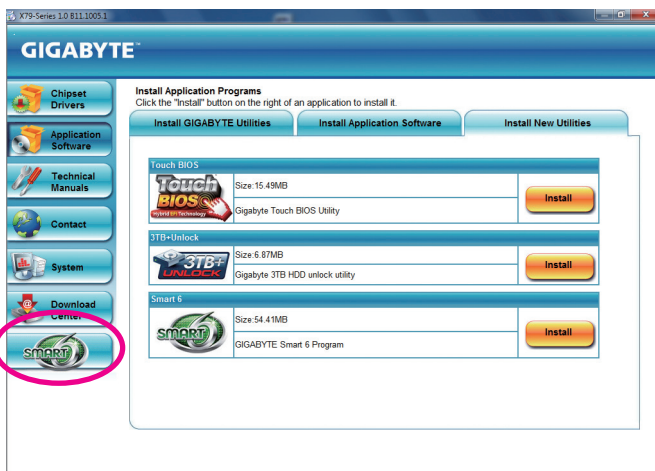 X79-Series 1.0 B11.1005.1
GIGABYTE™
Chipset
Drivers
Application
Software
Technical
Manuals
Contact
System
Download
Center
SMART6
Install Application Programs
Click the "Install" button on the right of an application to install it.
Install GIGABYTE Utilities
Install Application Software
Install New Utilities
Touch BIOS
Touch
BIOS
Hybrid EFI Technology
Size:15.49MB
Gigabyte Touch BIOS Utility
Install
3TB+Unlock
3TB+
UNLOCK
Size:6.87MB
Gigabyte 3TB HDD unlock utility
Install
Smart 6
SMART6
Size:54.41MB
GIGABYTE Smart 6 Program
Install